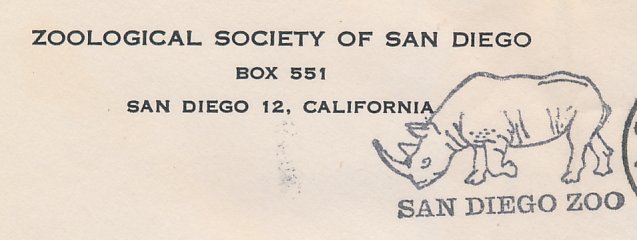 ZOOLOGICAL SOCIETY OF SAN DIEGO
BOX 551
SAN DIEGO 12, CALIFORNIA
SAN DIEGO ZOO